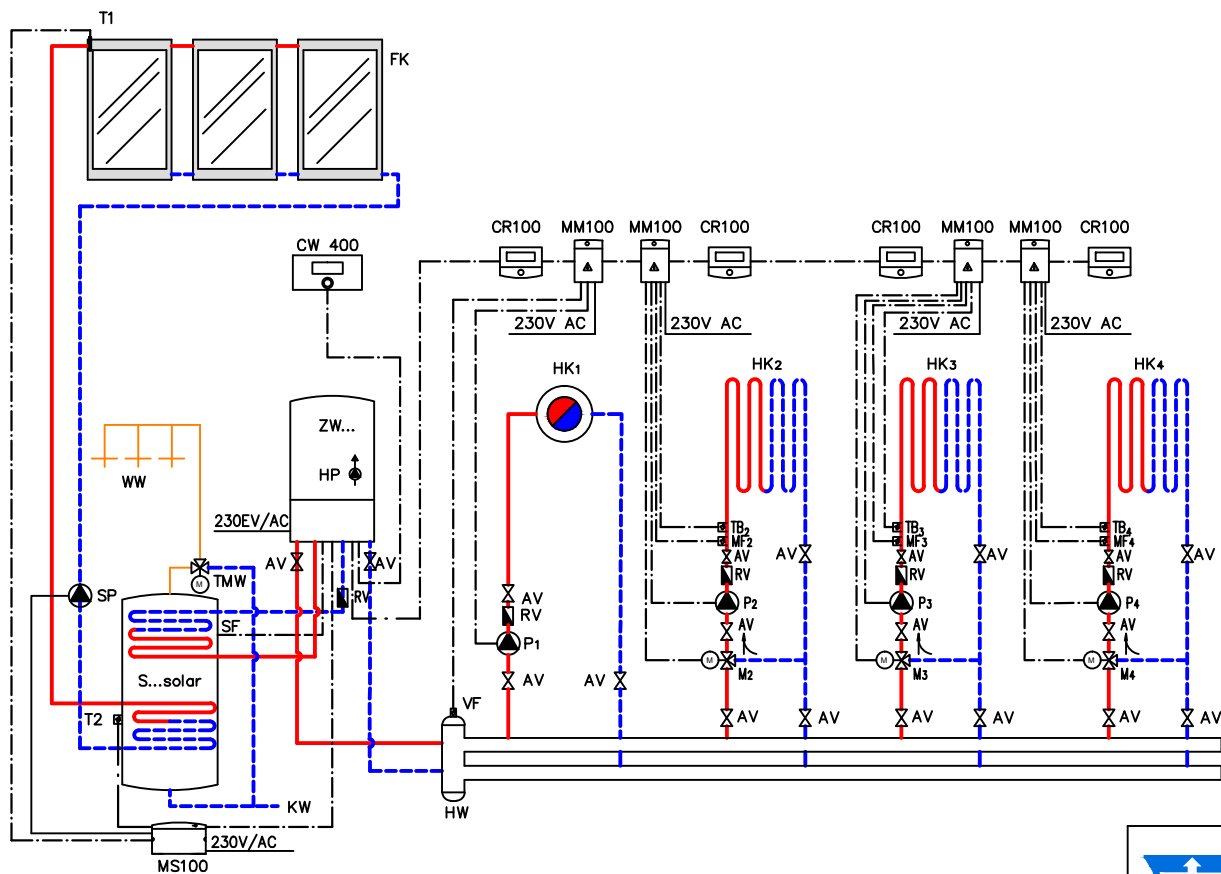 T1
FK
CR100 MM100 MM100 CR100 CR100 MM100 MM100 CR100
CW 400
230V AC 230V AC 230V AC 230V AC
HK1 HK2 HK3 HK4
ZW...
HP
WW
230EV/AC
TB2 TB3 TB4
MF2 MF3 MF4
AV AV AV AV AV AV AV AV
RV RV RV
TMW
M
SP
RV
AV
RV
P2 P3 P4
SF
AV AV AV
P1
M M M
M2 M3 M4
S...solar
AV AV
T2
VF
AV AV AV AV AV AV
KW
HW
230V/AC
MS100